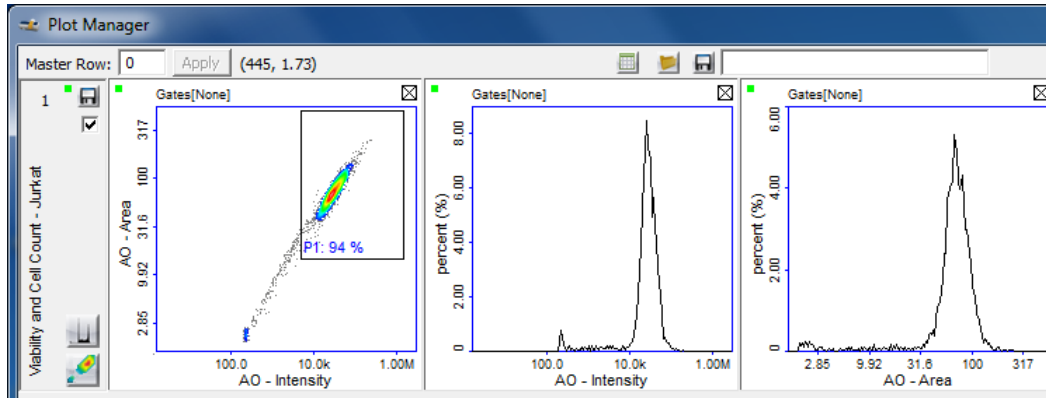 Plot Manager
Master Row: 0 Apply (445, 1.73)
1
Viability and Cell Count - Jurkat
Gates[None]
317
100
31.6
9.92
2.85
AO - Area
P1: 94 %
100.0 10.0k 1.00M
AO - Intensity
Gates[None]
8.00
6.00
4.00
2.00
0
percent (%)
100.0 10.0k 1.00M
AO - Intensity
Gates[None]
6.00
4.00
2.00
0
percent (%)
2.85 9.92 31.6 100 317
AO - Area